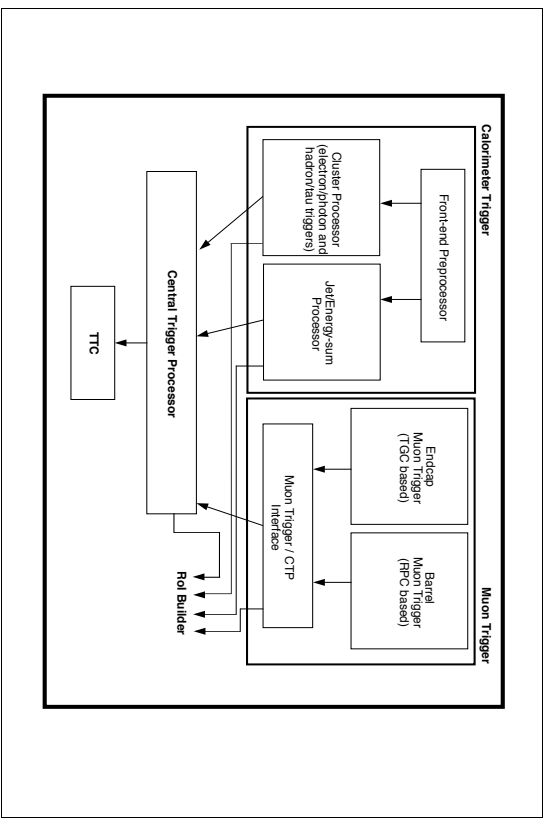 Calorimeter Trigger
Muon Trigger
Front-end Preprocessor
Endcap
Muon Trigger
(TGC based)
Barrel
Muon Trigger
(RPC based)
Cluster Processor
(electron/photon and
hadron/tau triggers)
Jet/Energy-sum
Processor
Muon Trigger / CTP
Interface
Central Trigger Processor
RoI Builder
TTC